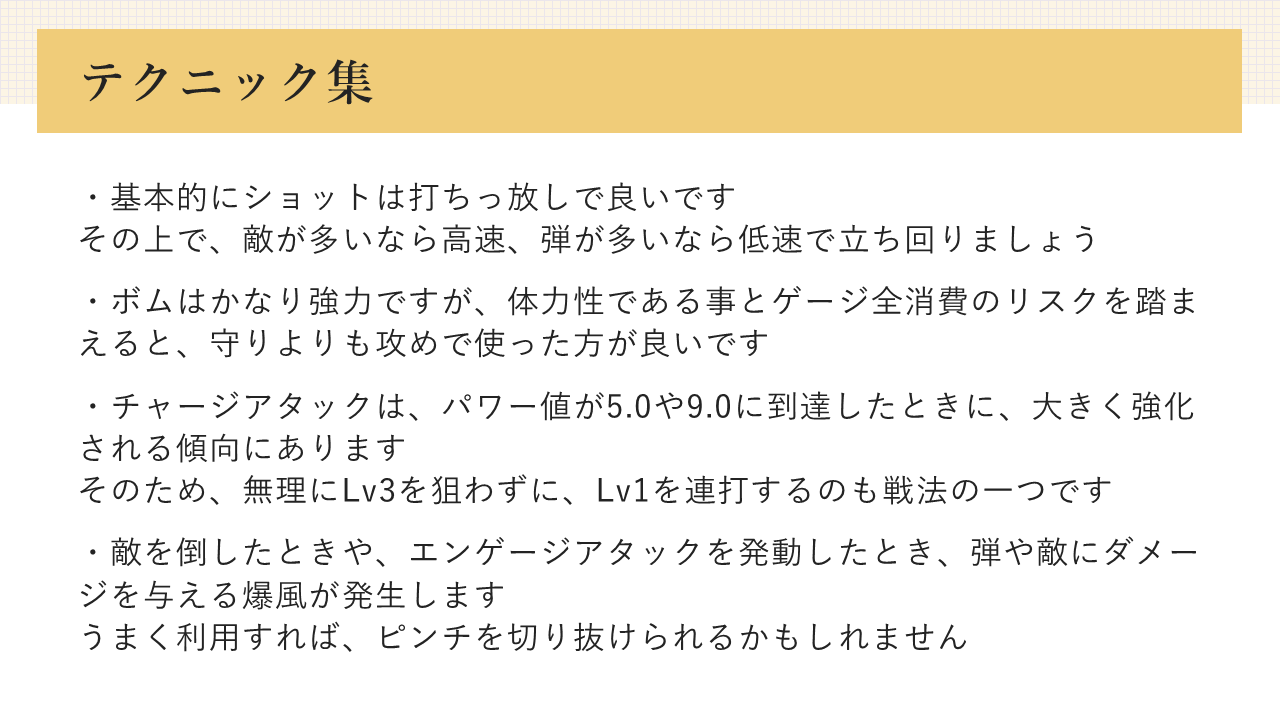 テクニック集
・基本的にショットは打ちっ放しで良いです
その上で、敵が多いなら高速、弾が多いなら低速で立ち回りましょう
・ボムはかなり強力ですが、体力性である事とゲージ全消費のリスクを踏ま
えると、守りよりも攻めで使った方が良いです
・チャージアタックは、パワー値が5.0や9.0に到達したときに、大きく強化
される傾向にあります
そのため、無理にLv3を狙わずに、Lv1を連打するのも戦法の一つです
・敵を倒したときや、エンゲージアタックを発動したとき、弾や敵にダメー
ジを与える爆風が発生します
うまく利用すれば、ピンチを切り抜けられるかもしれません